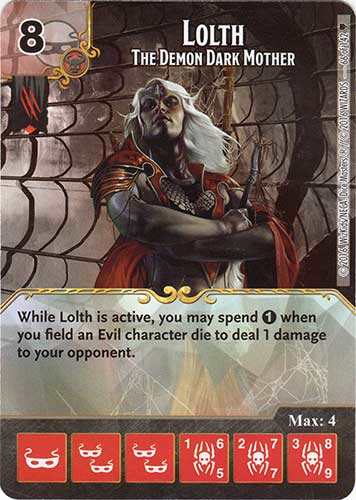 8
LOLTH
THE DEMON DARK MOTHER
While Lolth is active, you may spend 1 when
you field an Evil character die to deal 1 damage
to your opponent.
Max: 4
1 6 5
2 7 7
3 8 9